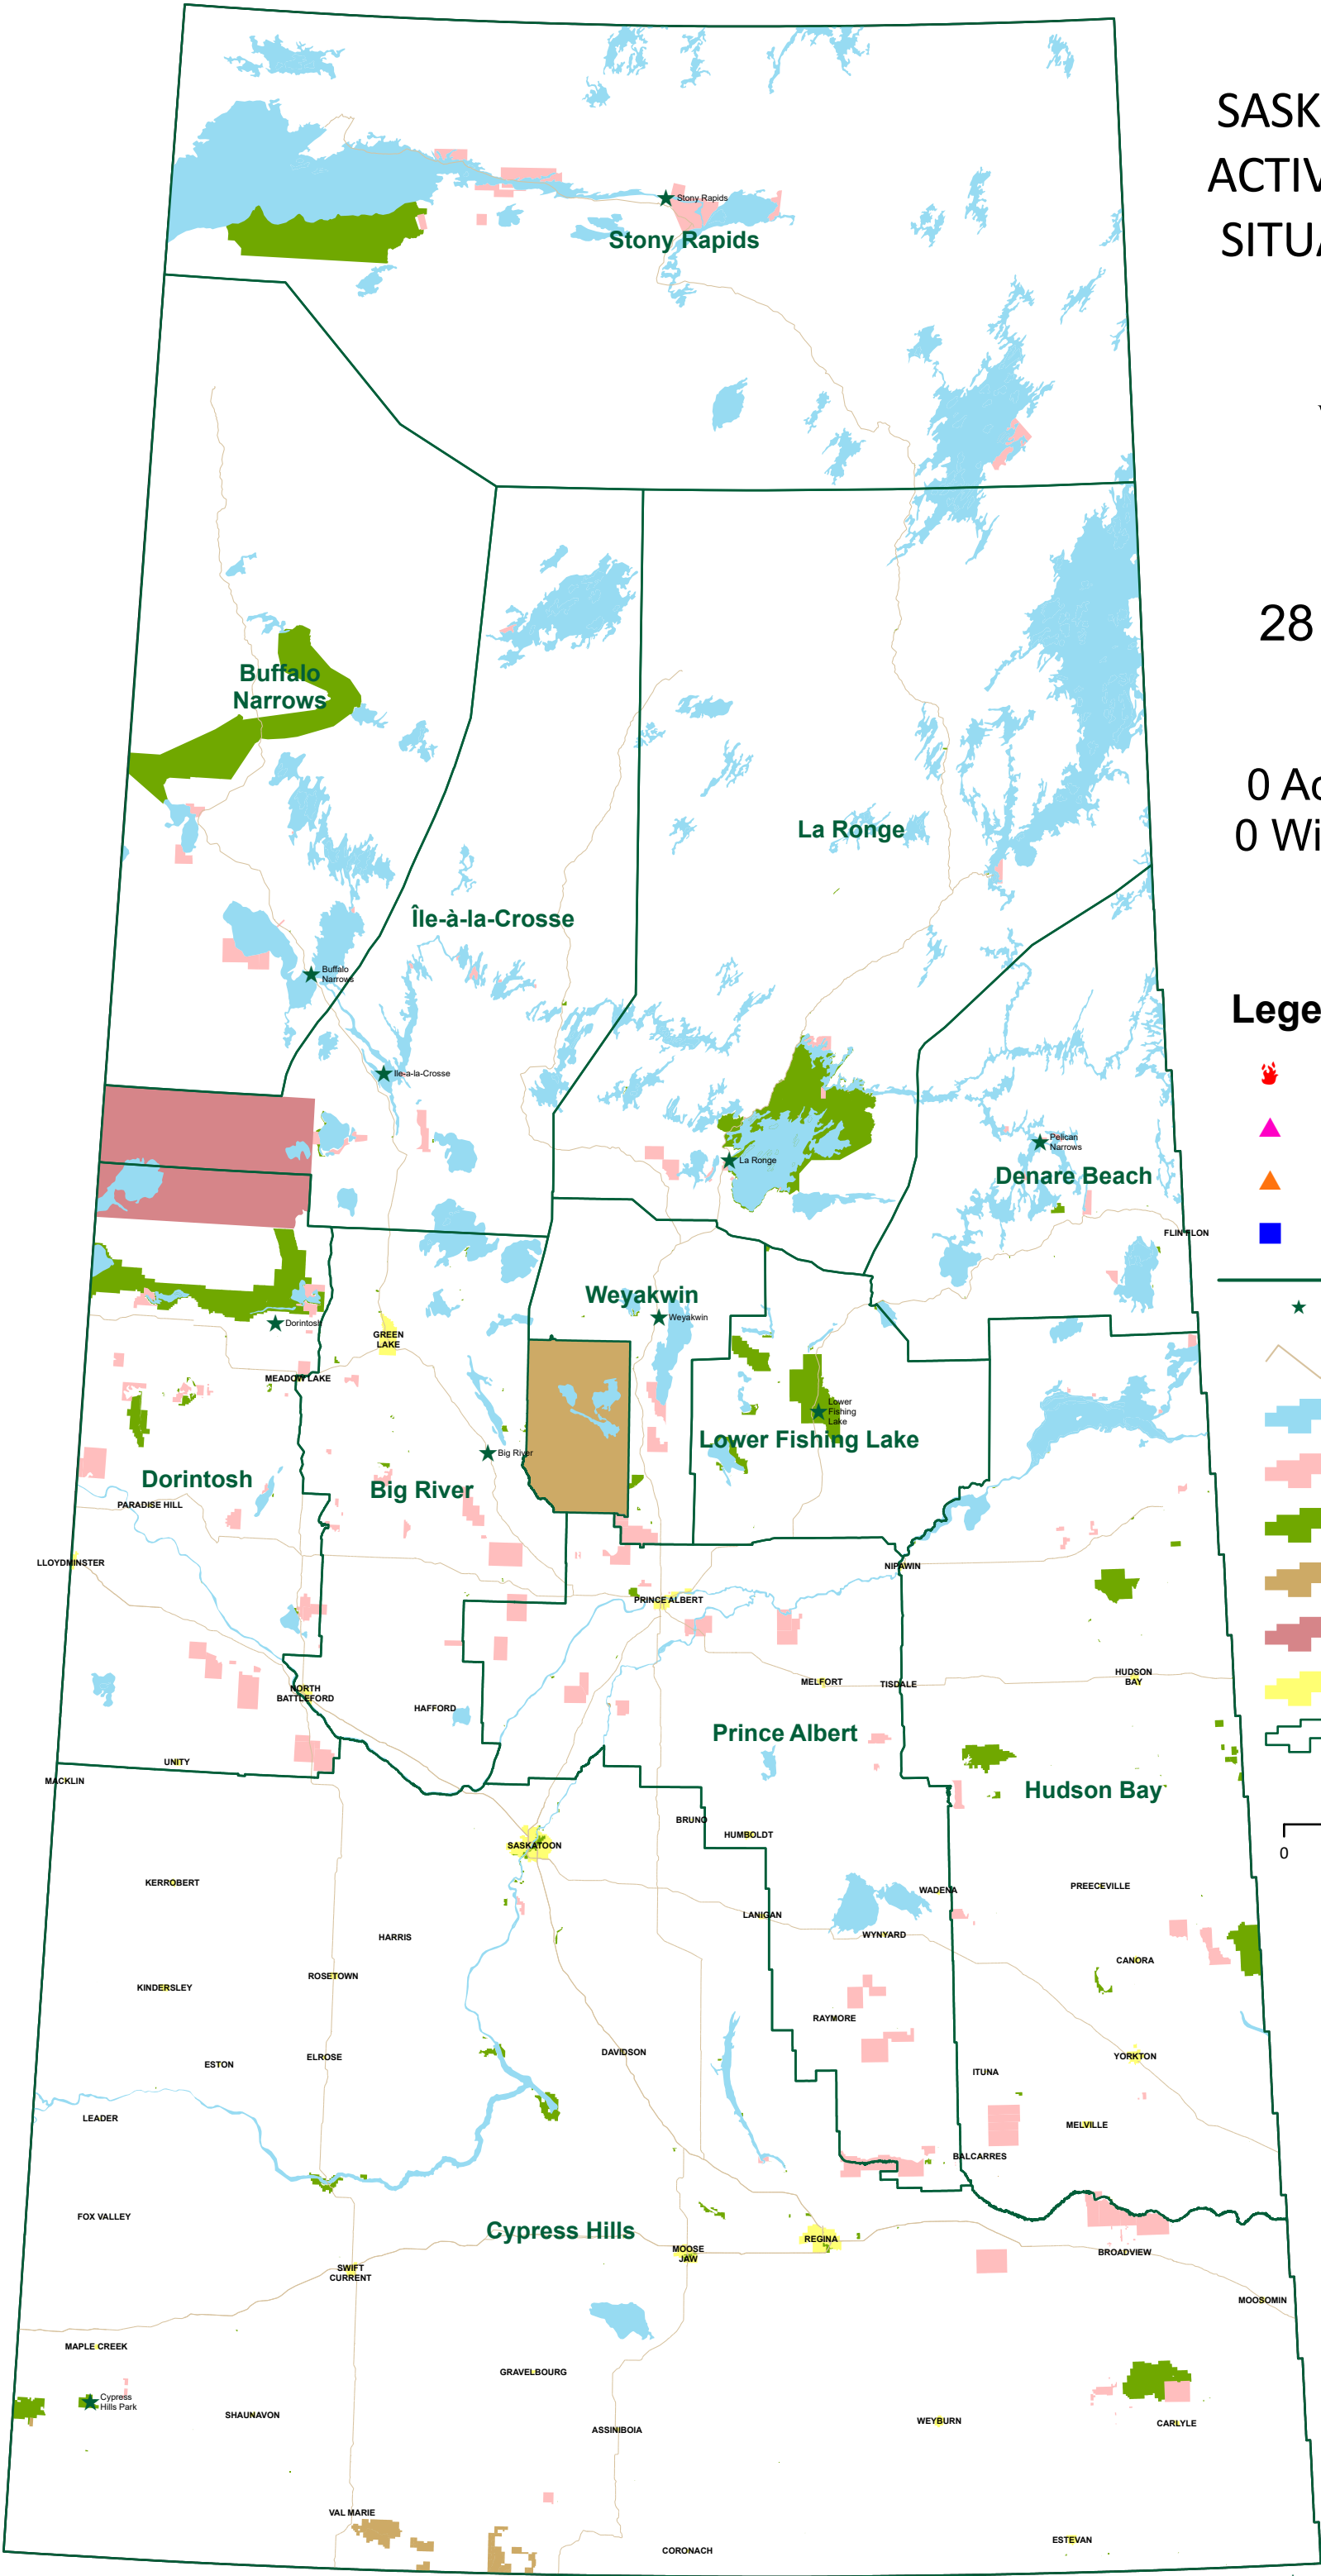 SASK
ACTIV
SITUA
28
0 Ac
0 Wi
Lege
0
Stony Rapids
Stony Rapids
Buffalo
Narrows
La Ronge
Île-à-la-Crosse
Buffalo
Narrows
Ile-a-la-Crosse
La Ronge
Pelican
Narrows
Denare Beach
FLIN FLON
Weyakwin
Weyakwin
Dorintosh
GREEN
LAKE
MEADOW LAKE
Lower
Fishing
Lake
Lower Fishing Lake
Big River
Dorintosh
Big River
PARADISE HILL
LLOYDMINSTER
NIPAWIN
PRINCE ALBERT
HUDSON
BAY
MELFORT
TISDALE
NORTH
BATTLEFORD
HAFFORD
Prince Albert
UNITY
MACKLIN
Hudson Bay
BRUNO
HUMBOLDT
SASKATOON
KERROBERT
PREECEVILLE
WADENA
LANIGAN
WYNYARD
HARRIS
CANORA
ROSETOWN
KINDERSLEY
RAYMORE
DAVIDSON
YORKTON
ELROSE
ESTON
ITUNA
LEADER
MELVILLE
BALCARRES
FOX VALLEY
Cypress Hills
REGINA
MOOSE
JAW
BROADVIEW
SWIFT
CURRENT
MOOSOMIN
MAPLE CREEK
GRAVELBOURG
Cypress
Hills Park
SHAUNAVON
ASSINIBOIA
WEYBURN
CARLYLE
VAL MARIE
ESTEVAN
CORONACH